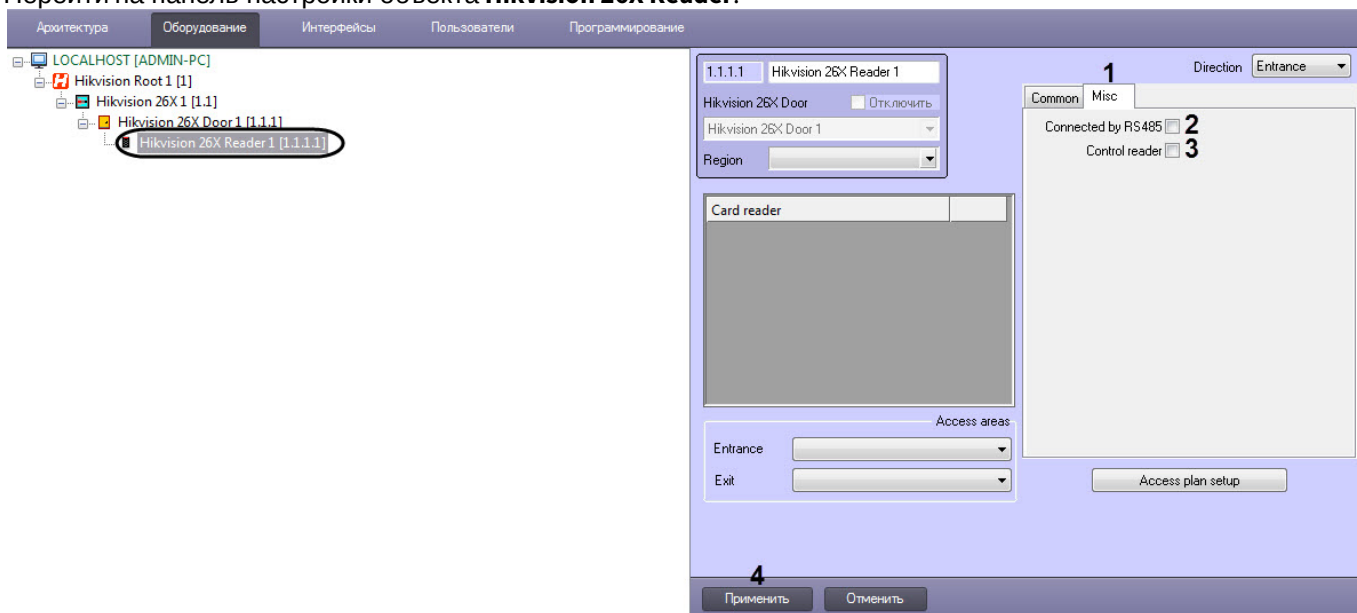 Перейти на панель настройки объекта Hikvision 26X Reader.
Архитектура Оборудование Интерфейсы Пользователи Программирование
LOCALHOST [ADMIN-PC]
Hikvision Root 1 [1]
Hikvision 26X 1 [1.1]
Hikvision 26X Door 1 [1.1.1]
Hikvision 26X Reader 1 [1.1.1.1]
1.1.1.1 Hikvision 26X Reader 1
Hikvision 26X Door Отключить
Hikvision 26X Door 1
Region
Card reader
Access areas
Entrance
Exit
1 Direction Entrance
Common Misc
Connected by RS485 2
Control reader 3
Access plan setup
4
Применить Отменить